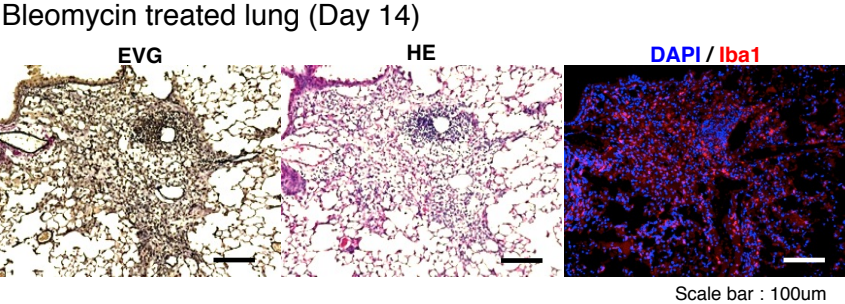 Bleomycin treated lung (Day 14)
EVG
HE
DAPI / Iba1
Scale bar : 100um